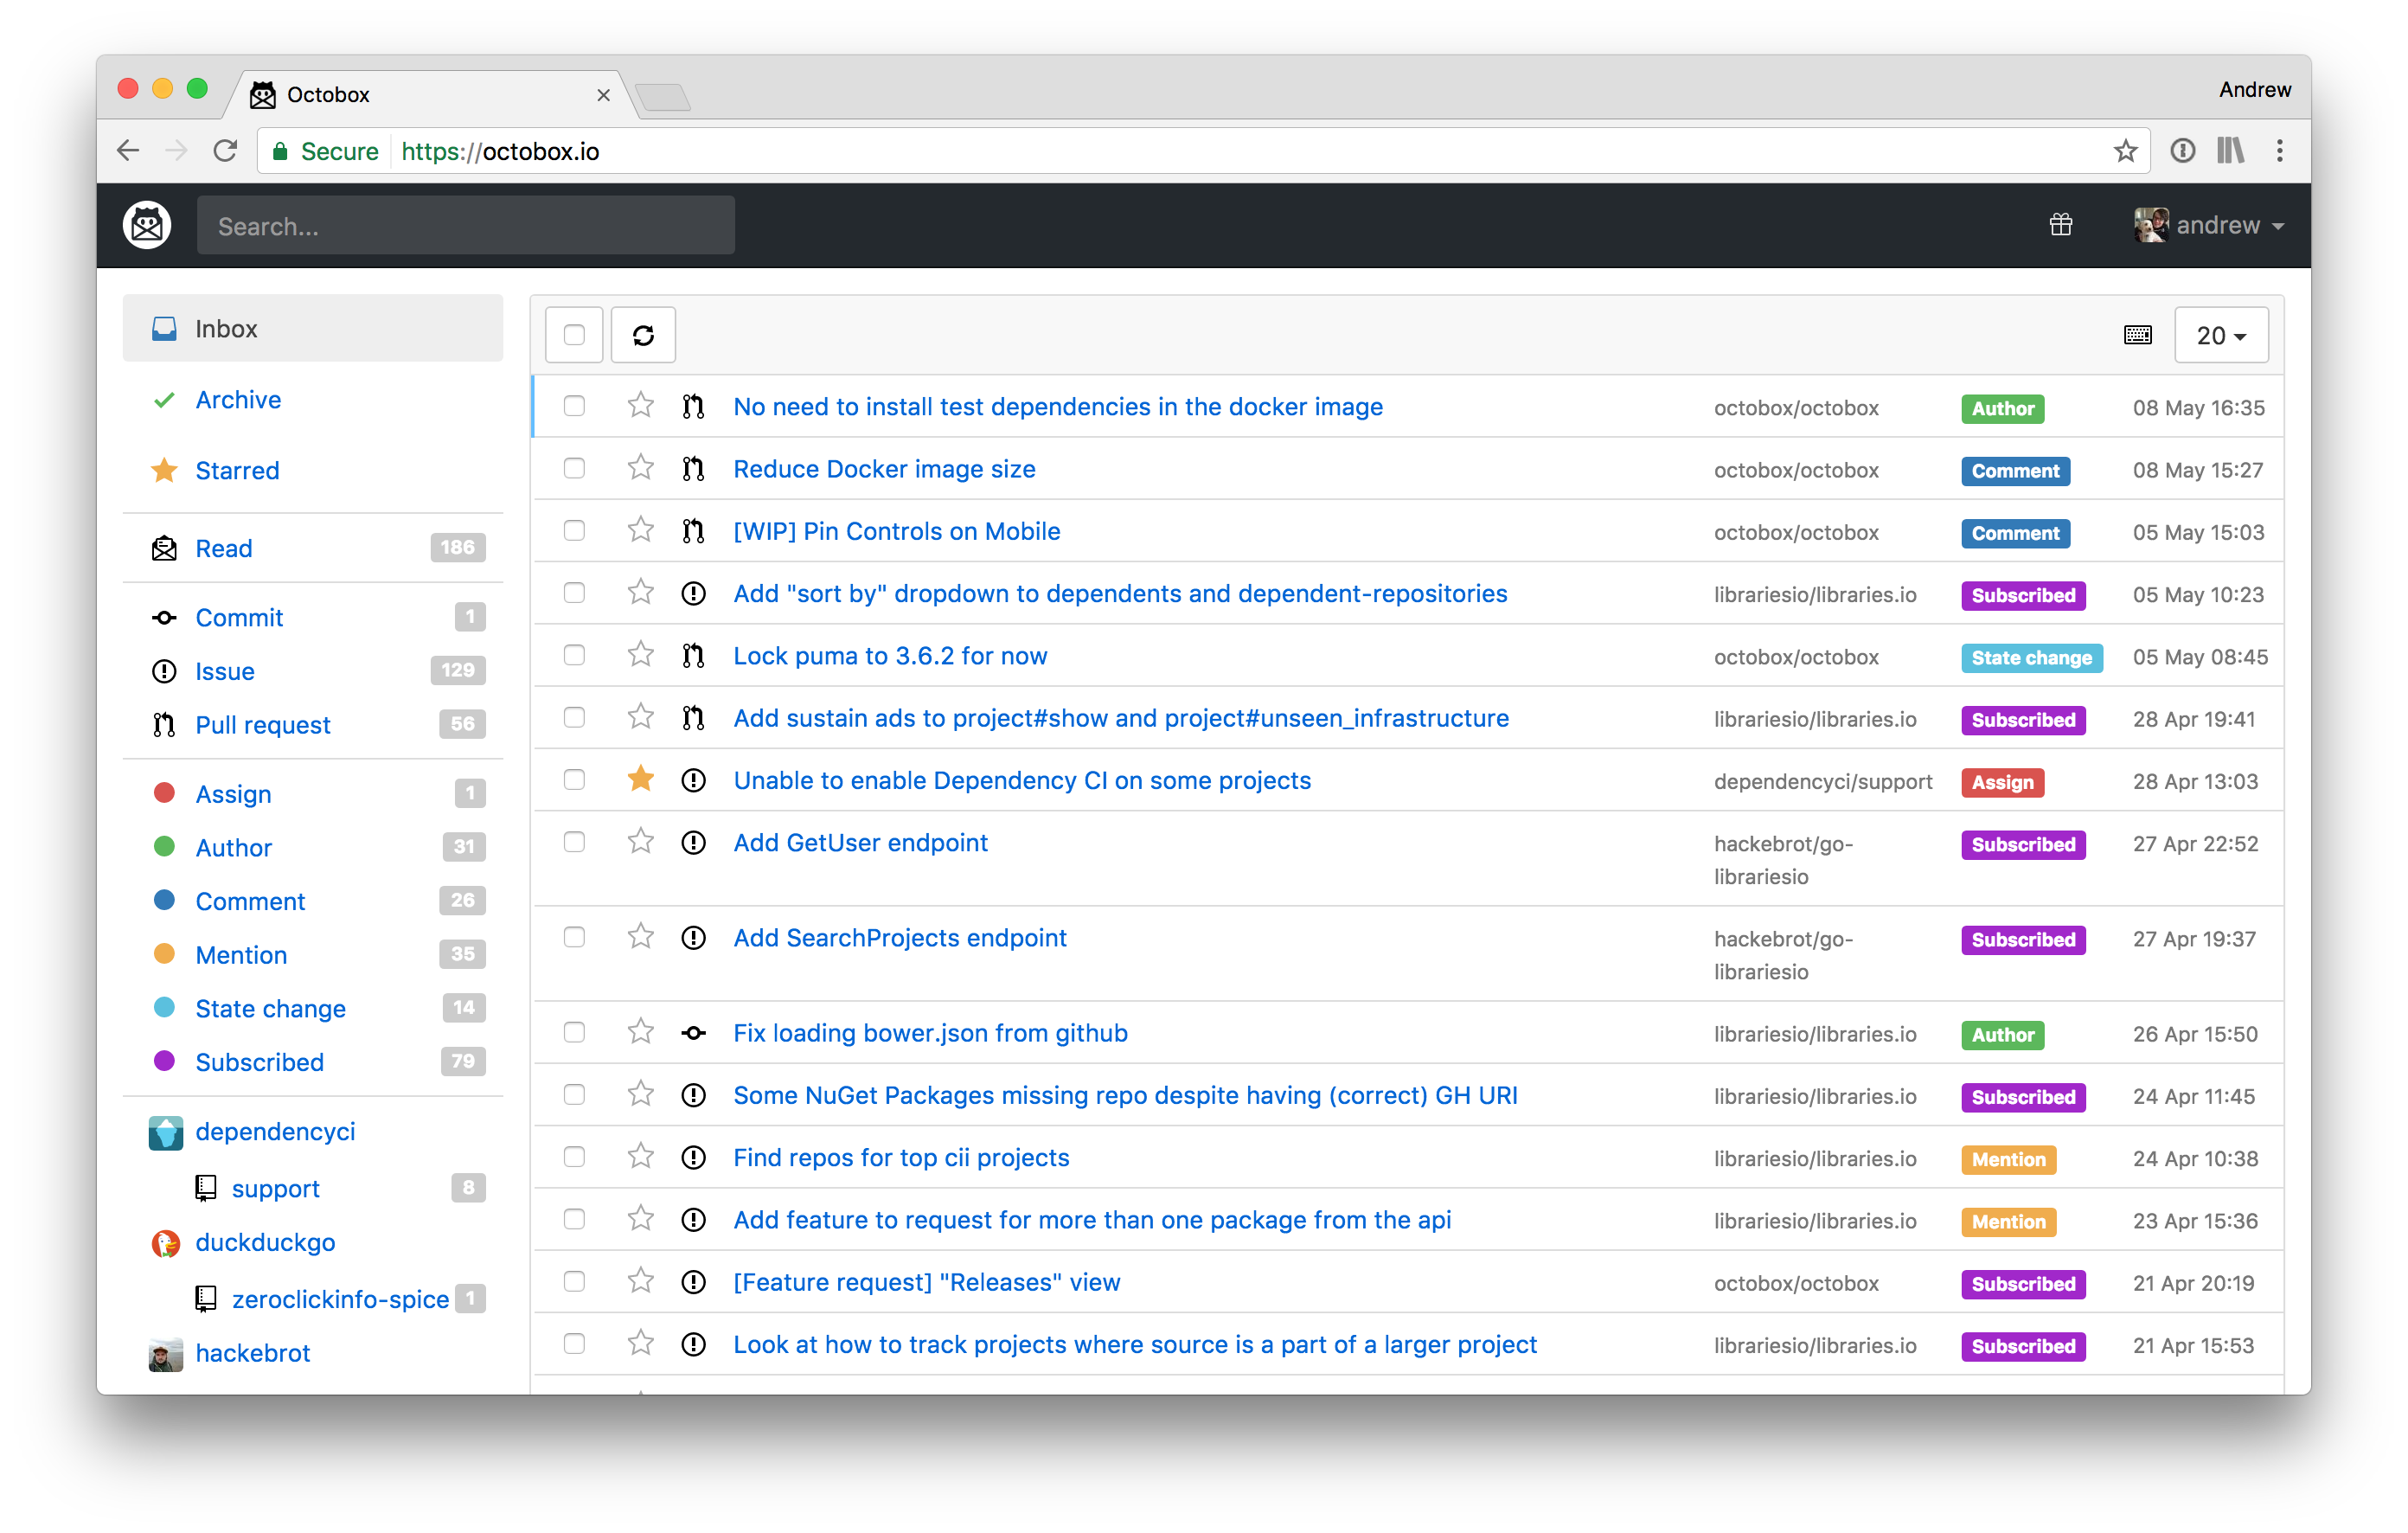 Octobox
Andrew
Secure https://octobox.io
Search...
andrew
Inbox
Archive
Starred
Read 186
Commit 1
Issue 129
Pull request 56
Assign 1
Author 31
Comment 26
Mention 35
State change 14
Subscribed 79
dependencyci
support 8
duckduckgo
zeroclickinfo-spice 1
hackebrot
20
No need to install test dependencies in the docker image octobox/octobox Author 08 May 16:35
Reduce Docker image size octobox/octobox Comment 08 May 15:27
[WIP] Pin Controls on Mobile octobox/octobox Comment 05 May 15:03
Add "sort by" dropdown to dependents and dependent-repositories librariesio/libraries.io Subscribed 05 May 10:23
Lock puma to 3.6.2 for now octobox/octobox State change 05 May 08:45
Add sustain ads to project#show and project#unseen_infrastructure librariesio/libraries.io Subscribed 28 Apr 19:41
Unable to enable Dependency CI on some projects dependencyci/support Assign 28 Apr 13:03
Add GetUser endpoint hackebrot/go- Subscribed 27 Apr 22:52
librariesio
Add SearchProjects endpoint hackebrot/go- Subscribed 27 Apr 19:37
librariesio
Fix loading bower.json from github librariesio/libraries.io Author 26 Apr 15:50
Some NuGet Packages missing repo despite having (correct) GH URI librariesio/libraries.io Subscribed 24 Apr 11:45
Find repos for top cii projects librariesio/libraries.io Mention 24 Apr 10:38
Add feature to request for more than one package from the api librariesio/libraries.io Mention 23 Apr 15:36
[Feature request] "Releases" view octobox/octobox Subscribed 21 Apr 20:19
Look at how to track projects where source is a part of a larger project librariesio/libraries.io Subscribed 21 Apr 15:53